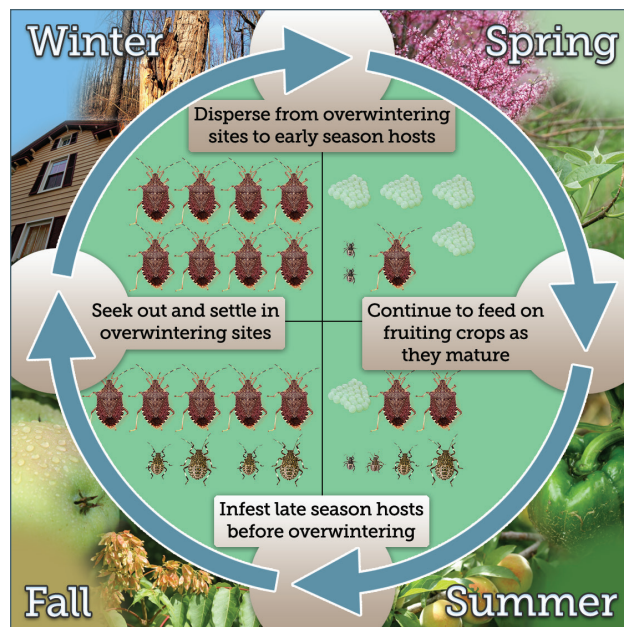 Winter
Spring
Disperse from overwintering
sites to early season hosts
Seek out and settle in
overwintering sites
Continue to feed on
fruiting crops as
they mature
Infest late season hosts
before overwintering
Fall
Summer